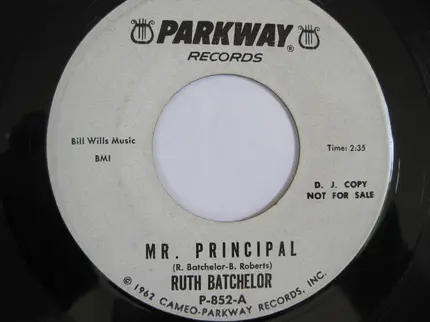 PARKWAY®
RECORDS
Bill Wills Music
BMI
Time: 2:35
D. J. COPY
NOT FOR SALE
MR. PRINCIPAL
(R. Batchelor-B. Roberts)
RUTH BATCHELOR
P-852-A
© 1962 CAMEO-PARKWAY RECORDS, INC.